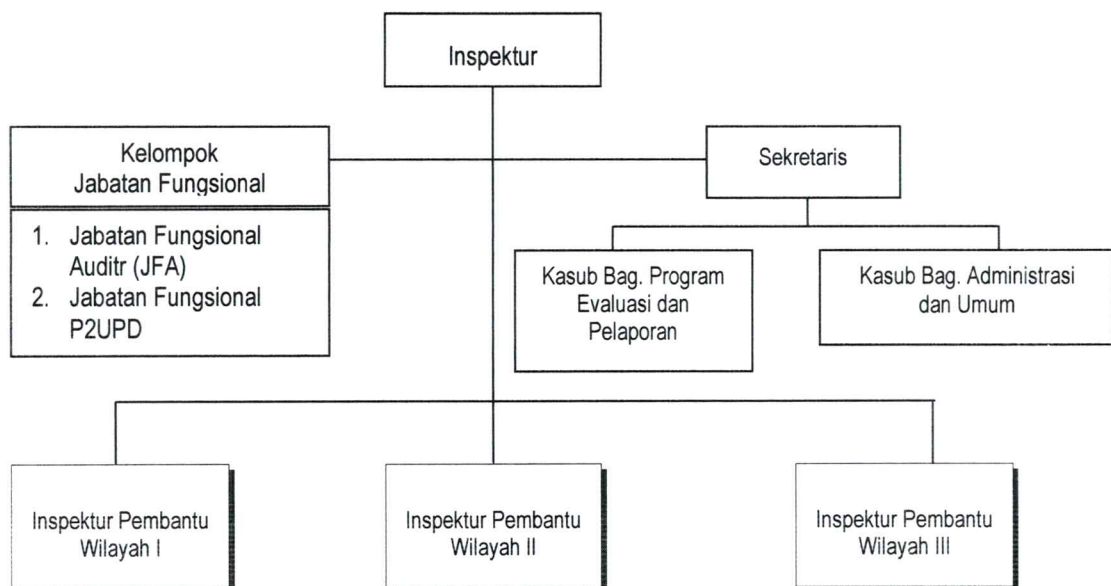 Inspektur
Kelompok
Jabatan Fungsional
Sekretaris
1. Jabatan Fungsional
Auditr (JFA)
2. Jabatan Fungsional
P2UPD
Kasub Bag. Program
Evaluasi dan
Pelaporan
Kasub Bag. Administrasi
dan Umum
Inspektur Pembantu
Wilayah I
Inspektur Pembantu
Wilayah II
Inspektur Pembantu
Wilayah III